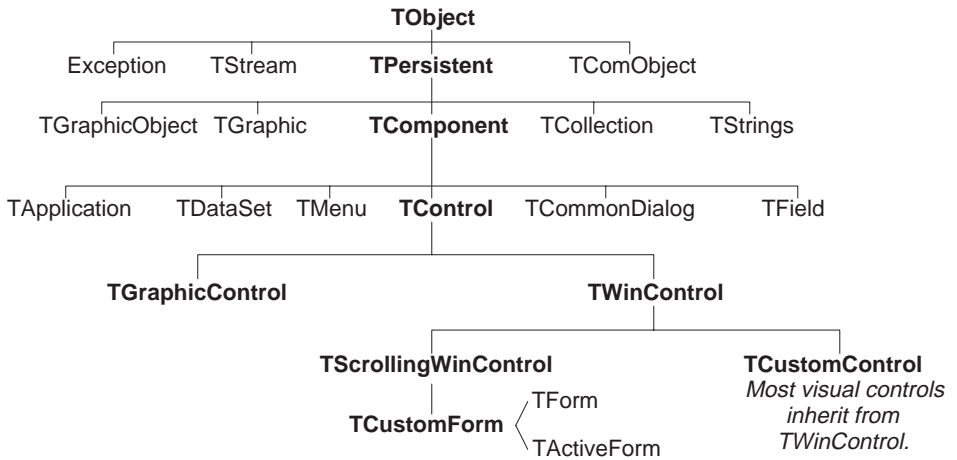 TObject
Exception TStream TPersistent TComObject
TGraphicObject TGraphic TComponent TCollection TStrings
TApplication TDataSet TMenu TControl TCommonDialog TField
TGraphicControl TWinControl
TScrollingWinControl TCustomControl
Most visual controls
inherit from
TWinControl.
TCustomForm
TForm
TActiveForm